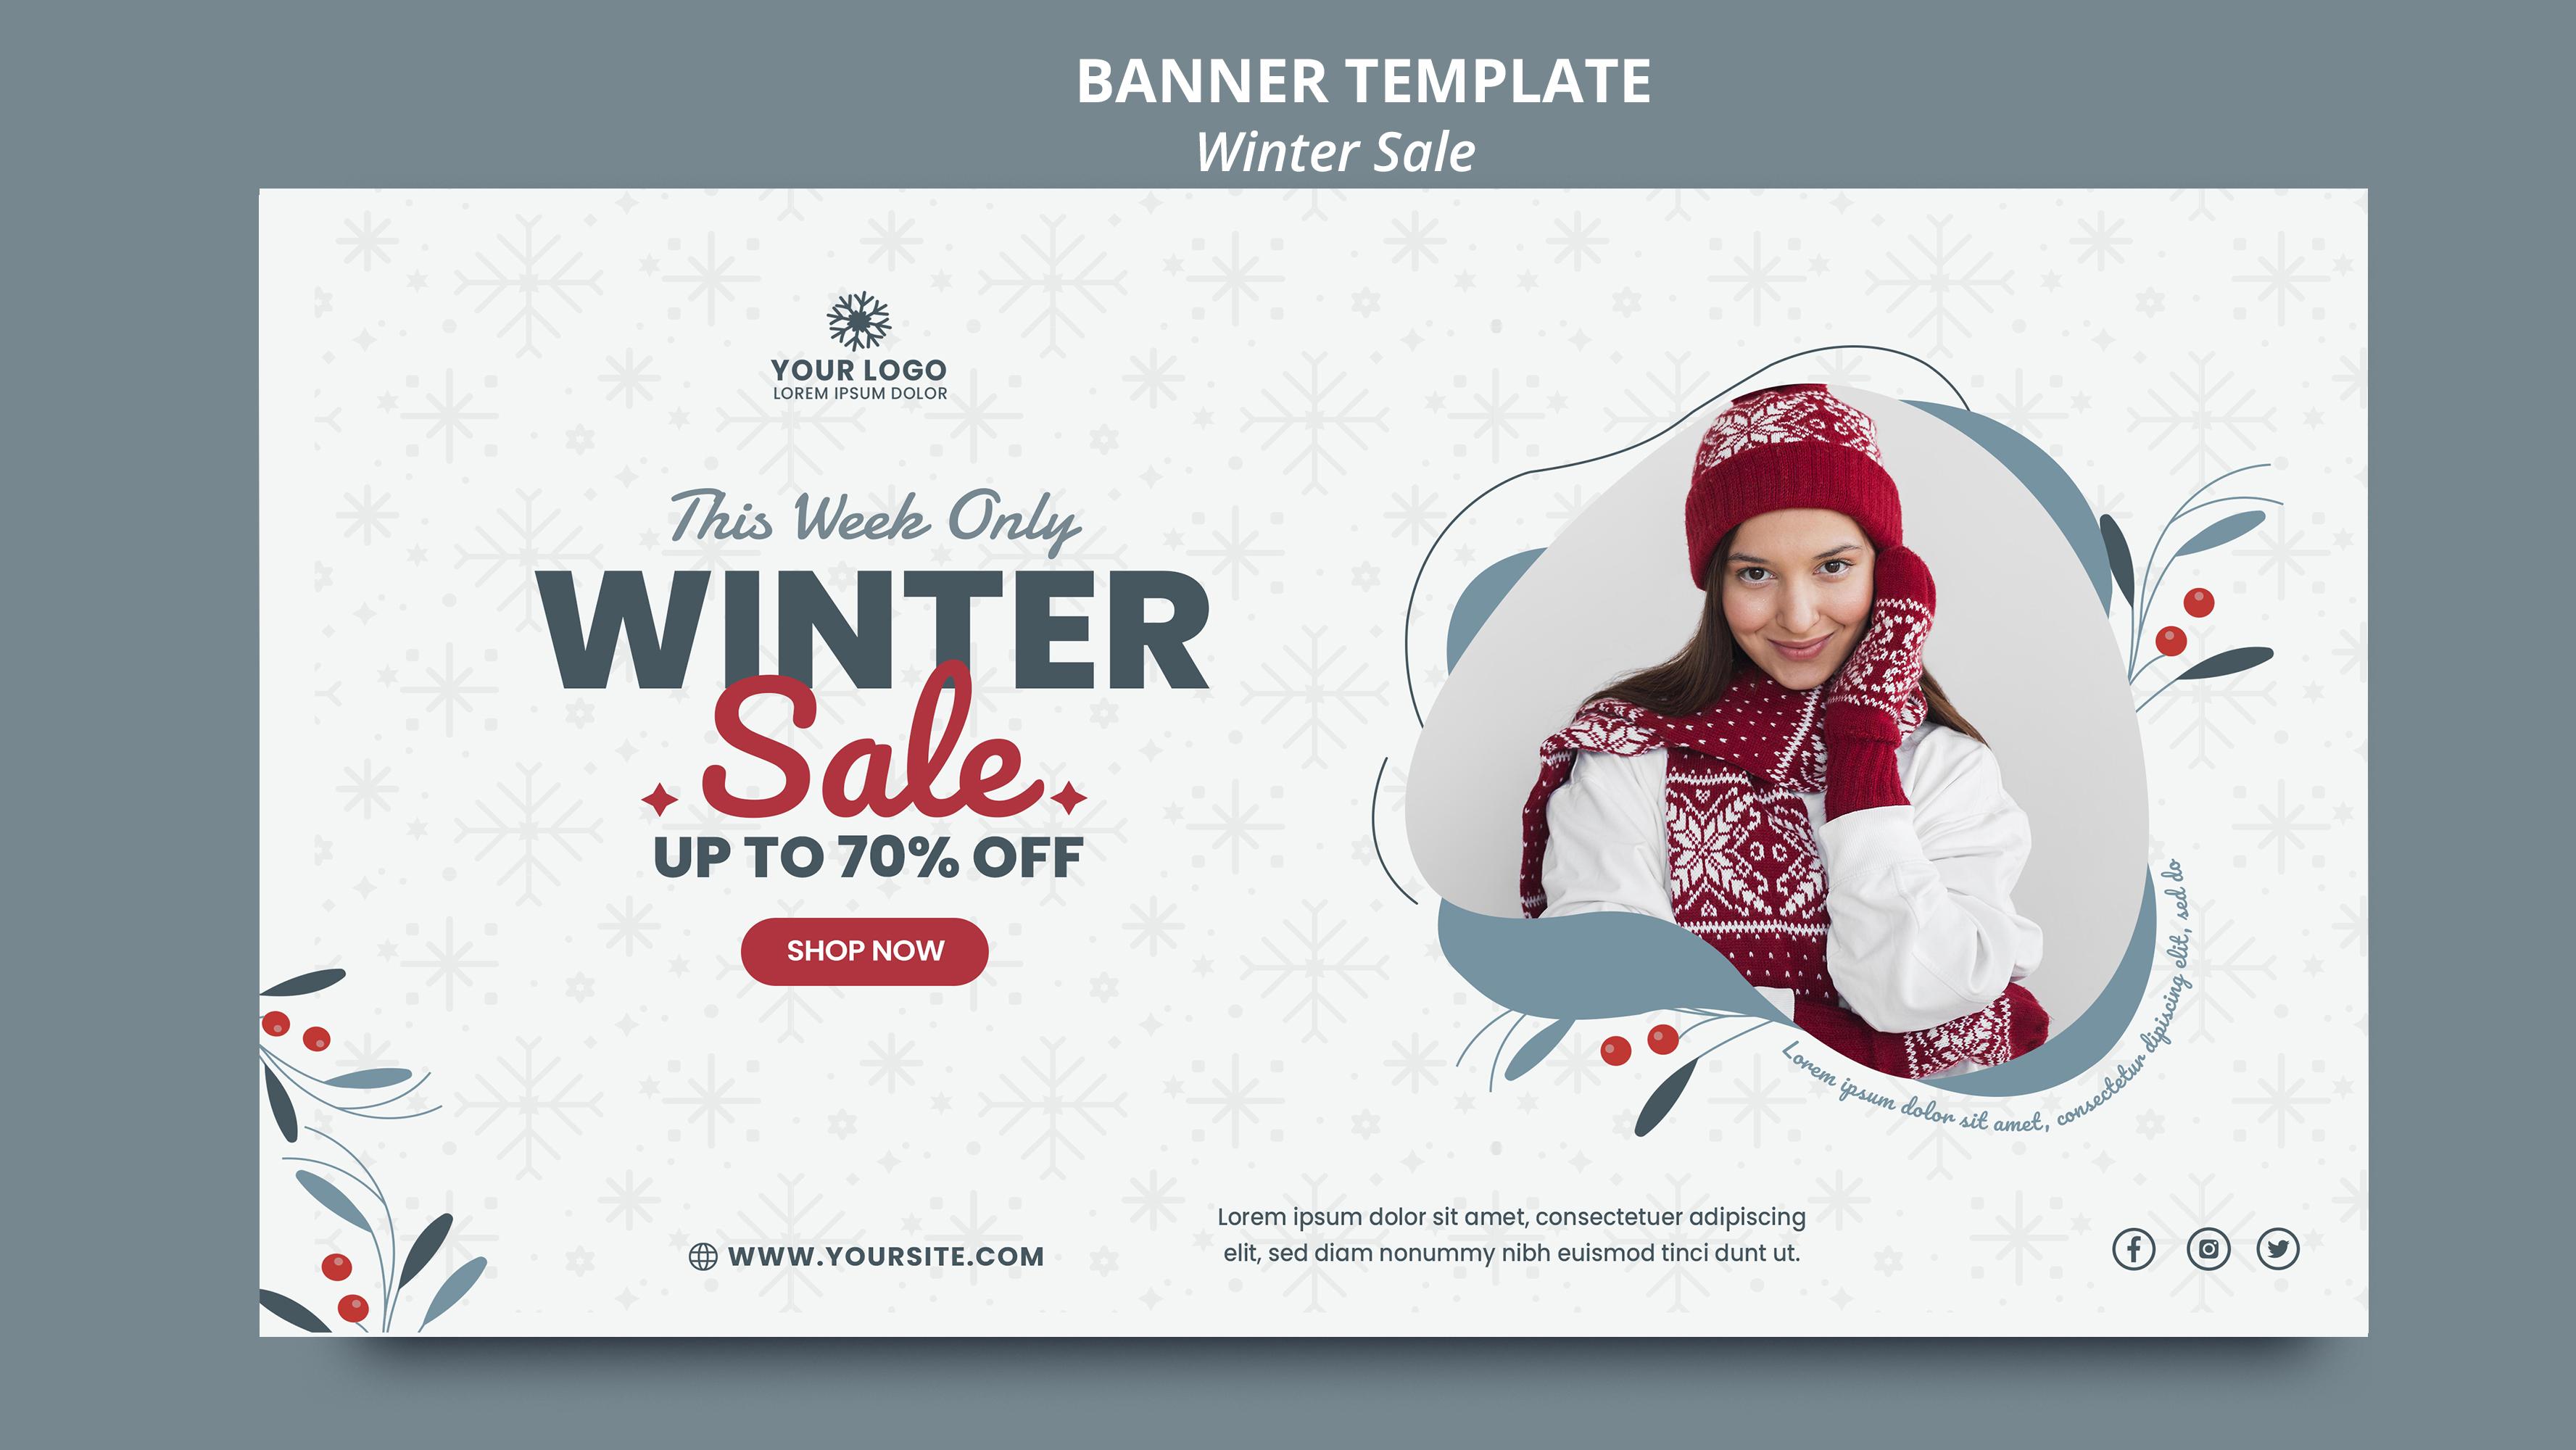 BANNER TEMPLATE
Winter Sale
YOUR LOGO
LOREM IPSUM DOLOR
This Week Only
WINTER
Sale
UP TO 70% OFF
SHOP NOW
Lorem ipsum dolor sit amet, consectetur dipiscing elit, sed do
WWW.YOURSITE.COM
Lorem ipsum dolor sit amet, consectetuer adipiscing
elit, sed diam nonummy nibh euismod tinci dunt ut.